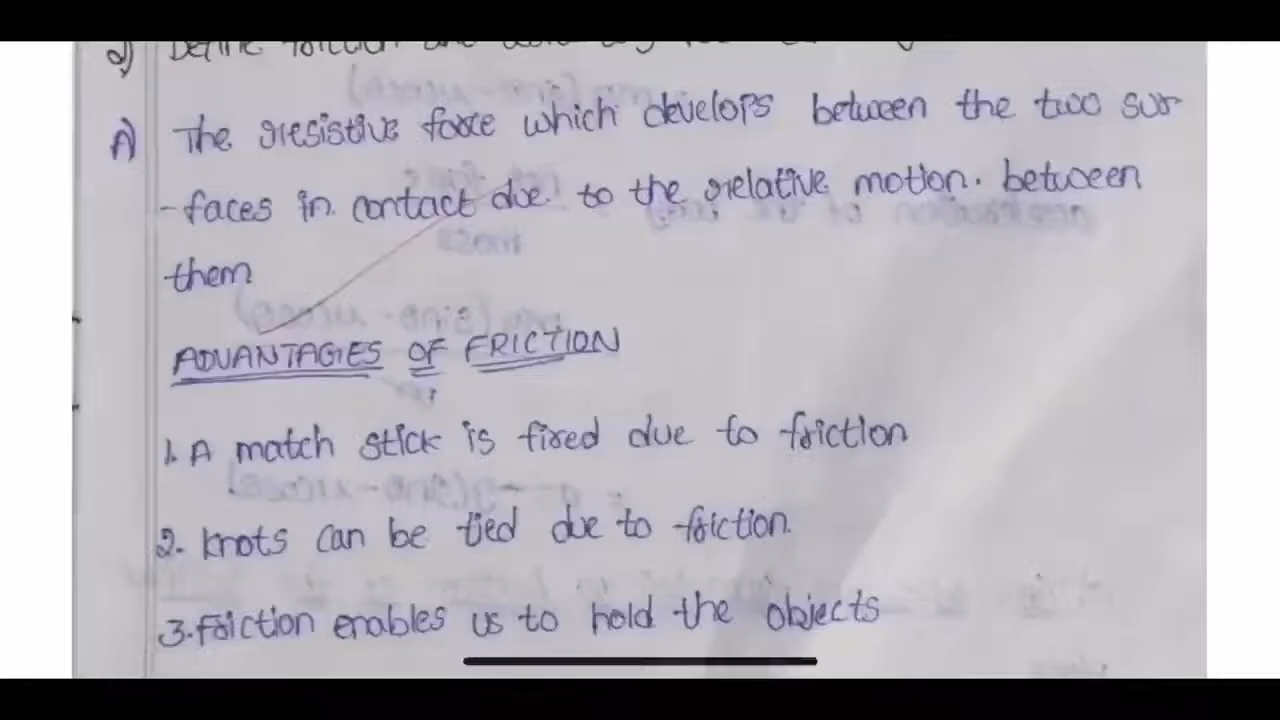 A) The resistive force which develops between the two sur
-faces in contact due to the relative motion. between
them
ADVANTAGES OF FRICTION
1. A match stick is fired due to friction
2. Knots can be tied due to friction.
3. Friction enables us to hold the objects